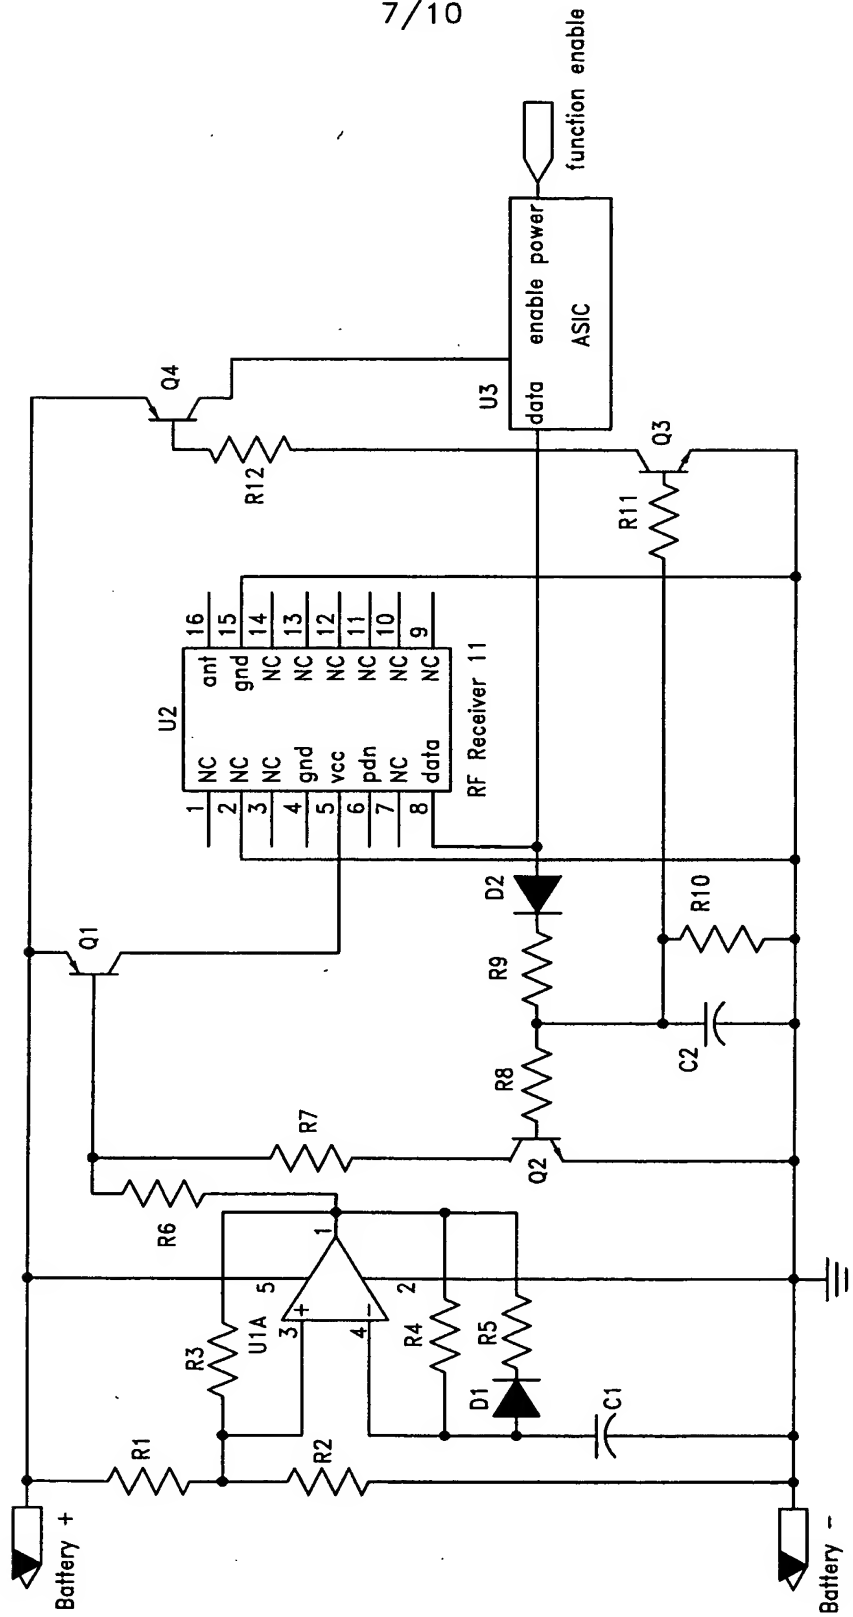 7/10
Battery +
Battery -
R1
R2
R3
U1A
3
+
4
-
5
2
1
R4
R5
D1
C1
R6
R7
Q1
Q2
R8
R9
D2
C2
R10
U2
1 NC
2 NC
3 NC
4 gnd
5 vcc
6 pdn
7 NC
8 data
ant 16
gnd 15
NC 14
NC 13
NC 12
NC 11
NC 10
NC 9
RF Receiver 11
R11
Q3
R12
Q4
U3
data enable power
ASIC
function enable